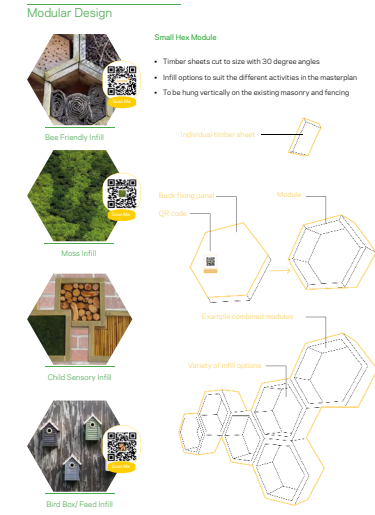 Modular Design
Small Hex Module
• Timber sheets cut to size with 30 degree angles
• Infill options to suit the different activities in the masterplan
• To be hung vertically on the existing masonry and fencing
Bee Friendly Infill
Individual timber sheet
Back fixing panel
Module
QR code
Moss Infill
Example combined modules
Variety of infill options
Child Sensory Infill
Bird Box/ Feed Infill